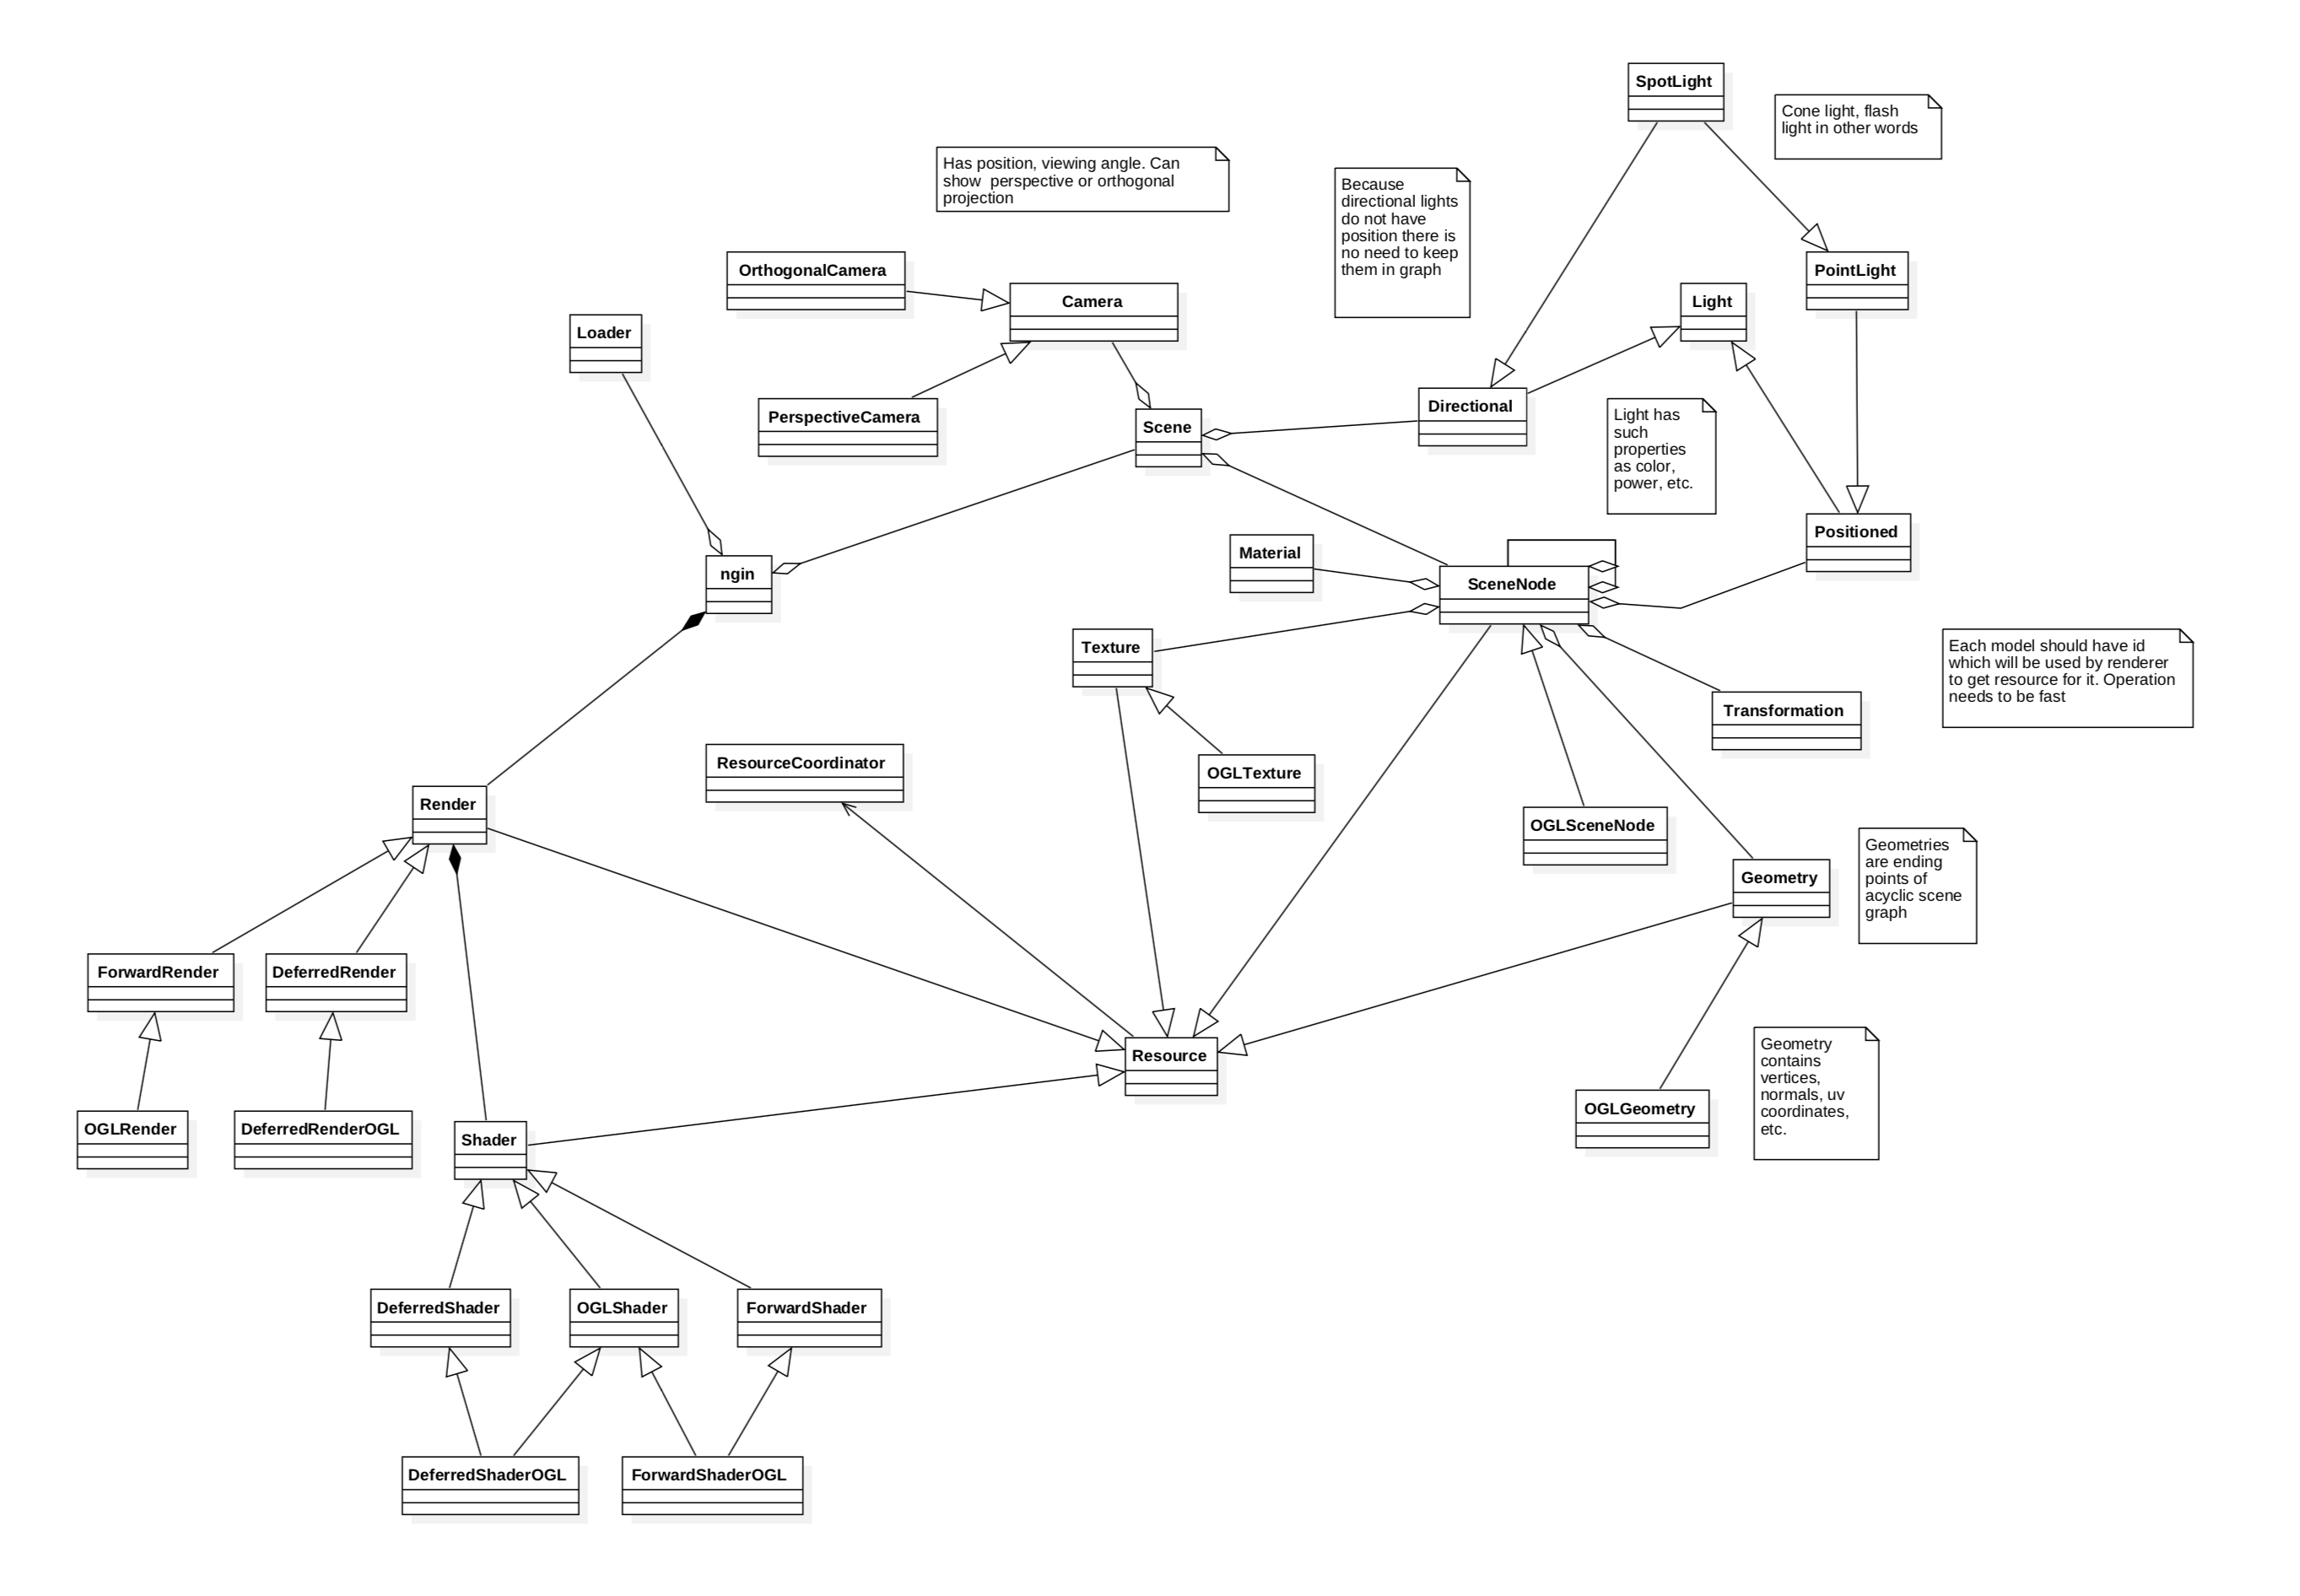 SpotLight
Cone light, flash
light in other words
Has position, viewing angle. Can
show  perspective or orthogonal
projection
Because
directional lights
do not have
position there is
no need to keep
them in graph
OrthogonalCamera
Camera
Light
PointLight
Loader
PerspectiveCamera
Scene
Directional
Light has
such
properties
as color,
power, etc.
Positioned
ngin
Material
SceneNode
Texture
Each model should have id
which will be used by renderer
to get resource for it. Operation
needs to be fast
Transformation
ResourceCoordinator
OGLTexture
Render
OGLSceneNode
Geometry
Geometries
are ending
points of
acyclic scene
graph
ForwardRender
DeferredRender
Resource
Geometry
contains
vertices,
normals, uv
coordinates,
etc.
OGLRender
DeferredRenderOGL
Shader
OGLGeometry
DeferredShader
OGLShader
ForwardShader
DeferredShaderOGL
ForwardShaderOGL